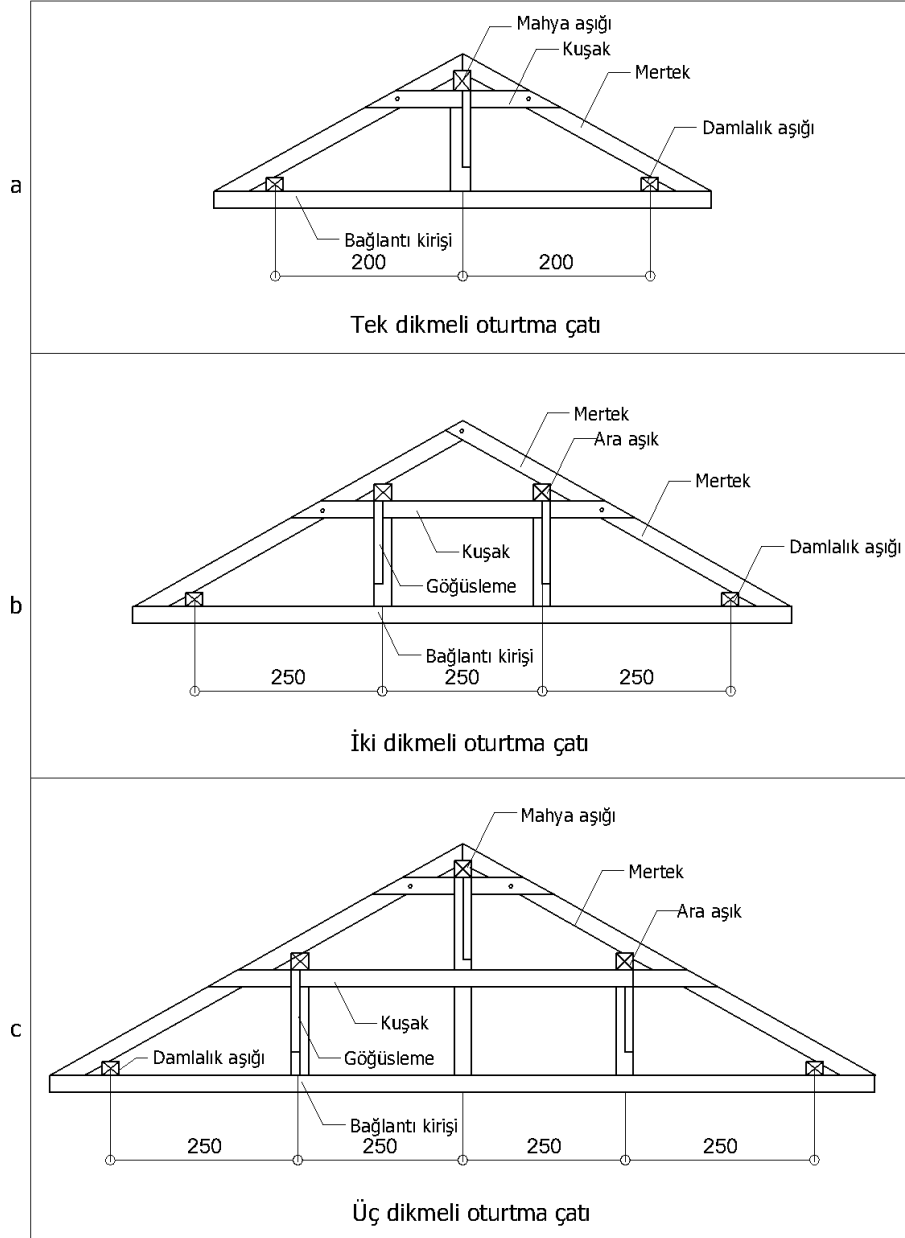 Mahya aşığı
Kuşak
Mertek
Damlalık aşığı
a
Bağlantı kirişi
200 200
Tek dikmeli oturtma çatı
Mertek
Ara aşık
Mertek
Kuşak
Damlalık aşığı
Göğüsleme
b
Bağlantı kirişi
250 250 250
İki dikmeli oturtma çatı
Mahya aşığı
Mertek
Ara aşık
Kuşak
c
Damlalık aşığı
Göğüsleme
Bağlantı kirişi
250 250 250 250
Üç dikmeli oturtma çatı